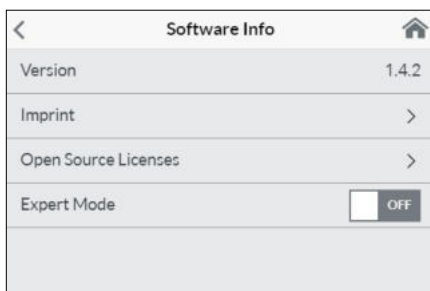 Software Info
Version 1.4.2
Imprint
Open Source Licenses
Expert Mode OFF